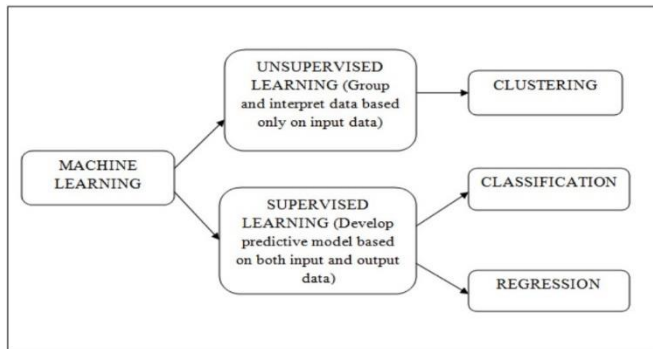 UNSUPERVISED
LEARNING (Group
and interpret data based
only on input data)
CLUSTERING
MACHINE
LEARNING
CLASSIFICATION
SUPERVISED
LEARNING (Develop
predictive model based
on both input and output
data)
REGRESSION